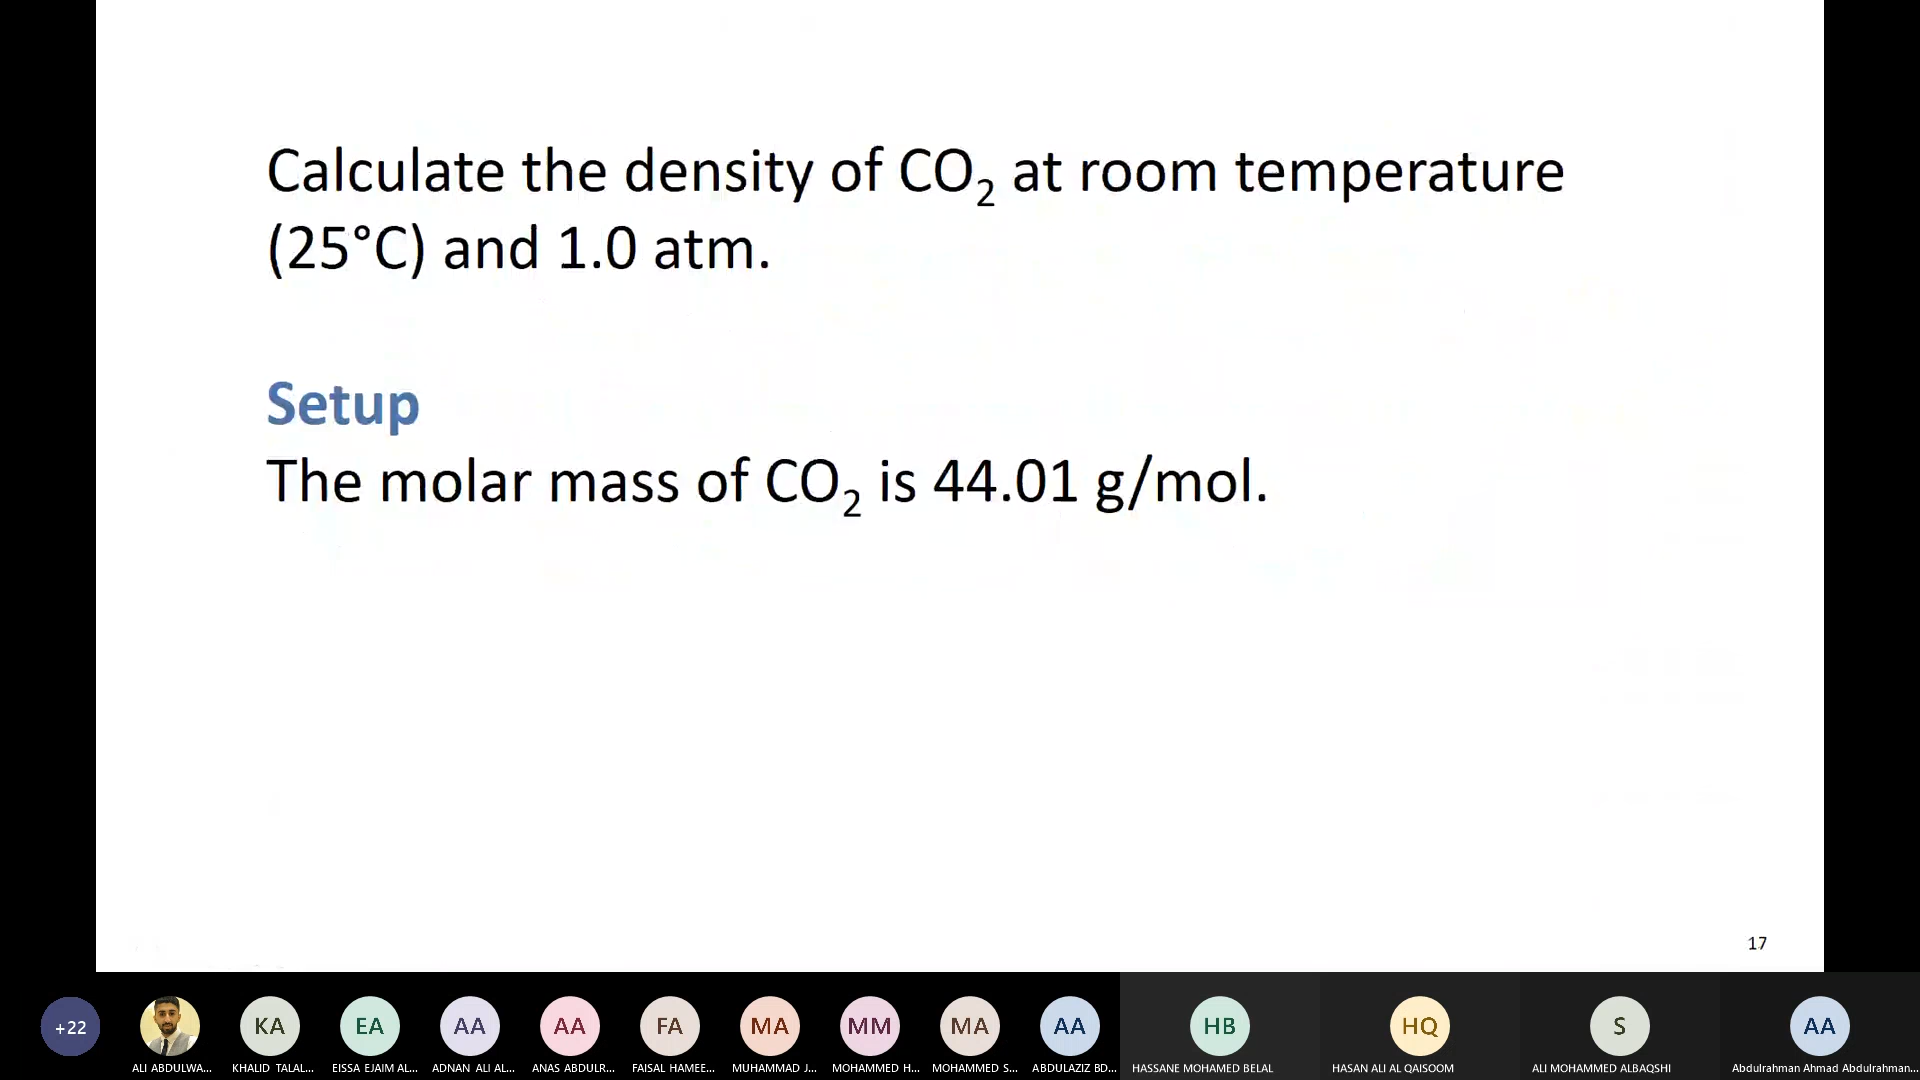 Calculate the density of CO₂ at room temperature
(25°C) and 1.0 atm.
Setup
The molar mass of CO₂ is 44.01 g/mol.
17
+22 KA EA AA AA FA MA MM MA AA HB HQ S AA
ALI ABDULWA... KHALID TALAL... EISSA EJAIM AL... ADNAN ALI AL... ANAS ABDULR... FAISAL HAMEE... MUHAMMAD J... MOHAMMED H... MOHAMMED S... ABDULAZIZ BD... HASSANE MOHAMED BELAL HASAN ALI AL QAISOOM ALI MOHAMMED ALBAQSHI Abdulrahman Ahmad Abdulrahman...